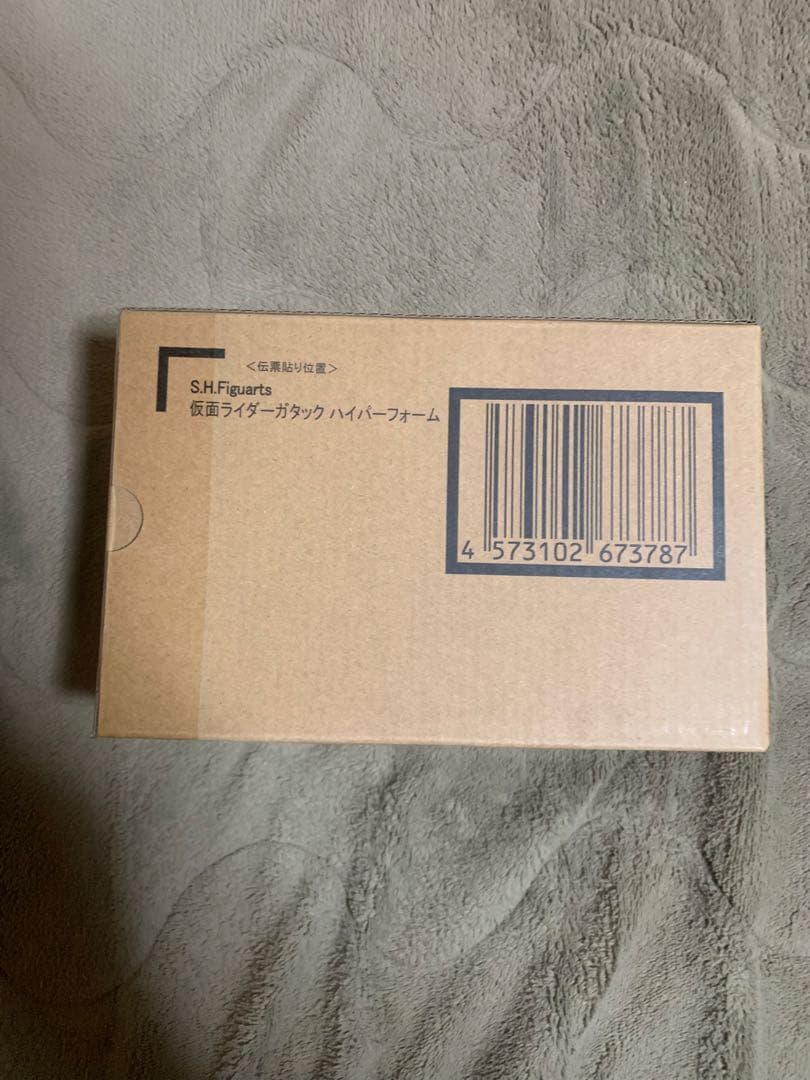 <伝票貼り位置>
S.H.Figuarts
仮面ライダーガタック ハイパーフォーム
4 573102 673787